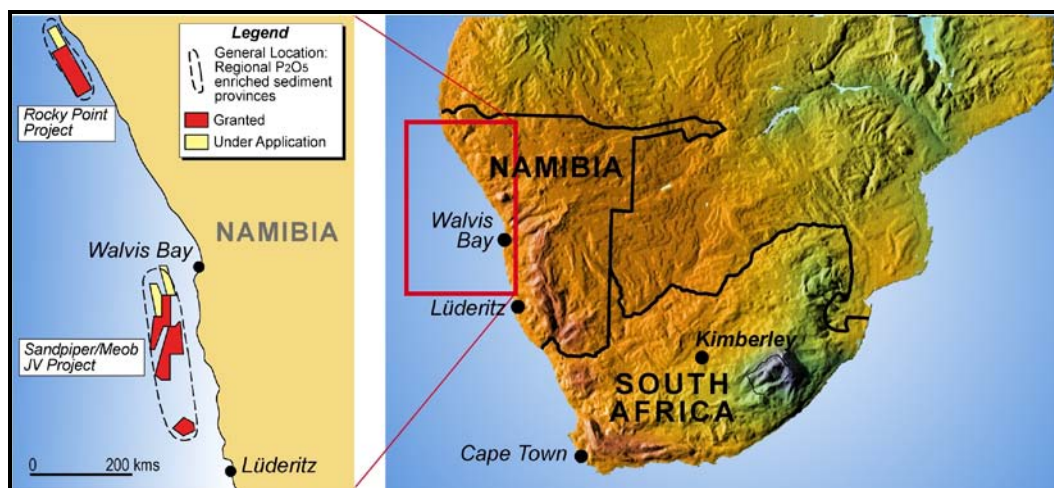 Legend
General Location:
Regional P2O5
enriched sediment
provinces
Granted
Under Application
Rocky Point
Project
NAMIBIA
Walvis Bay
Sandpiper/Meob
JV Project
0 200 kms
Lüderitz
NAMIBIA
Walvis
Bay
Lüderitz
Kimberley
SOUTH
AFRICA
Cape Town